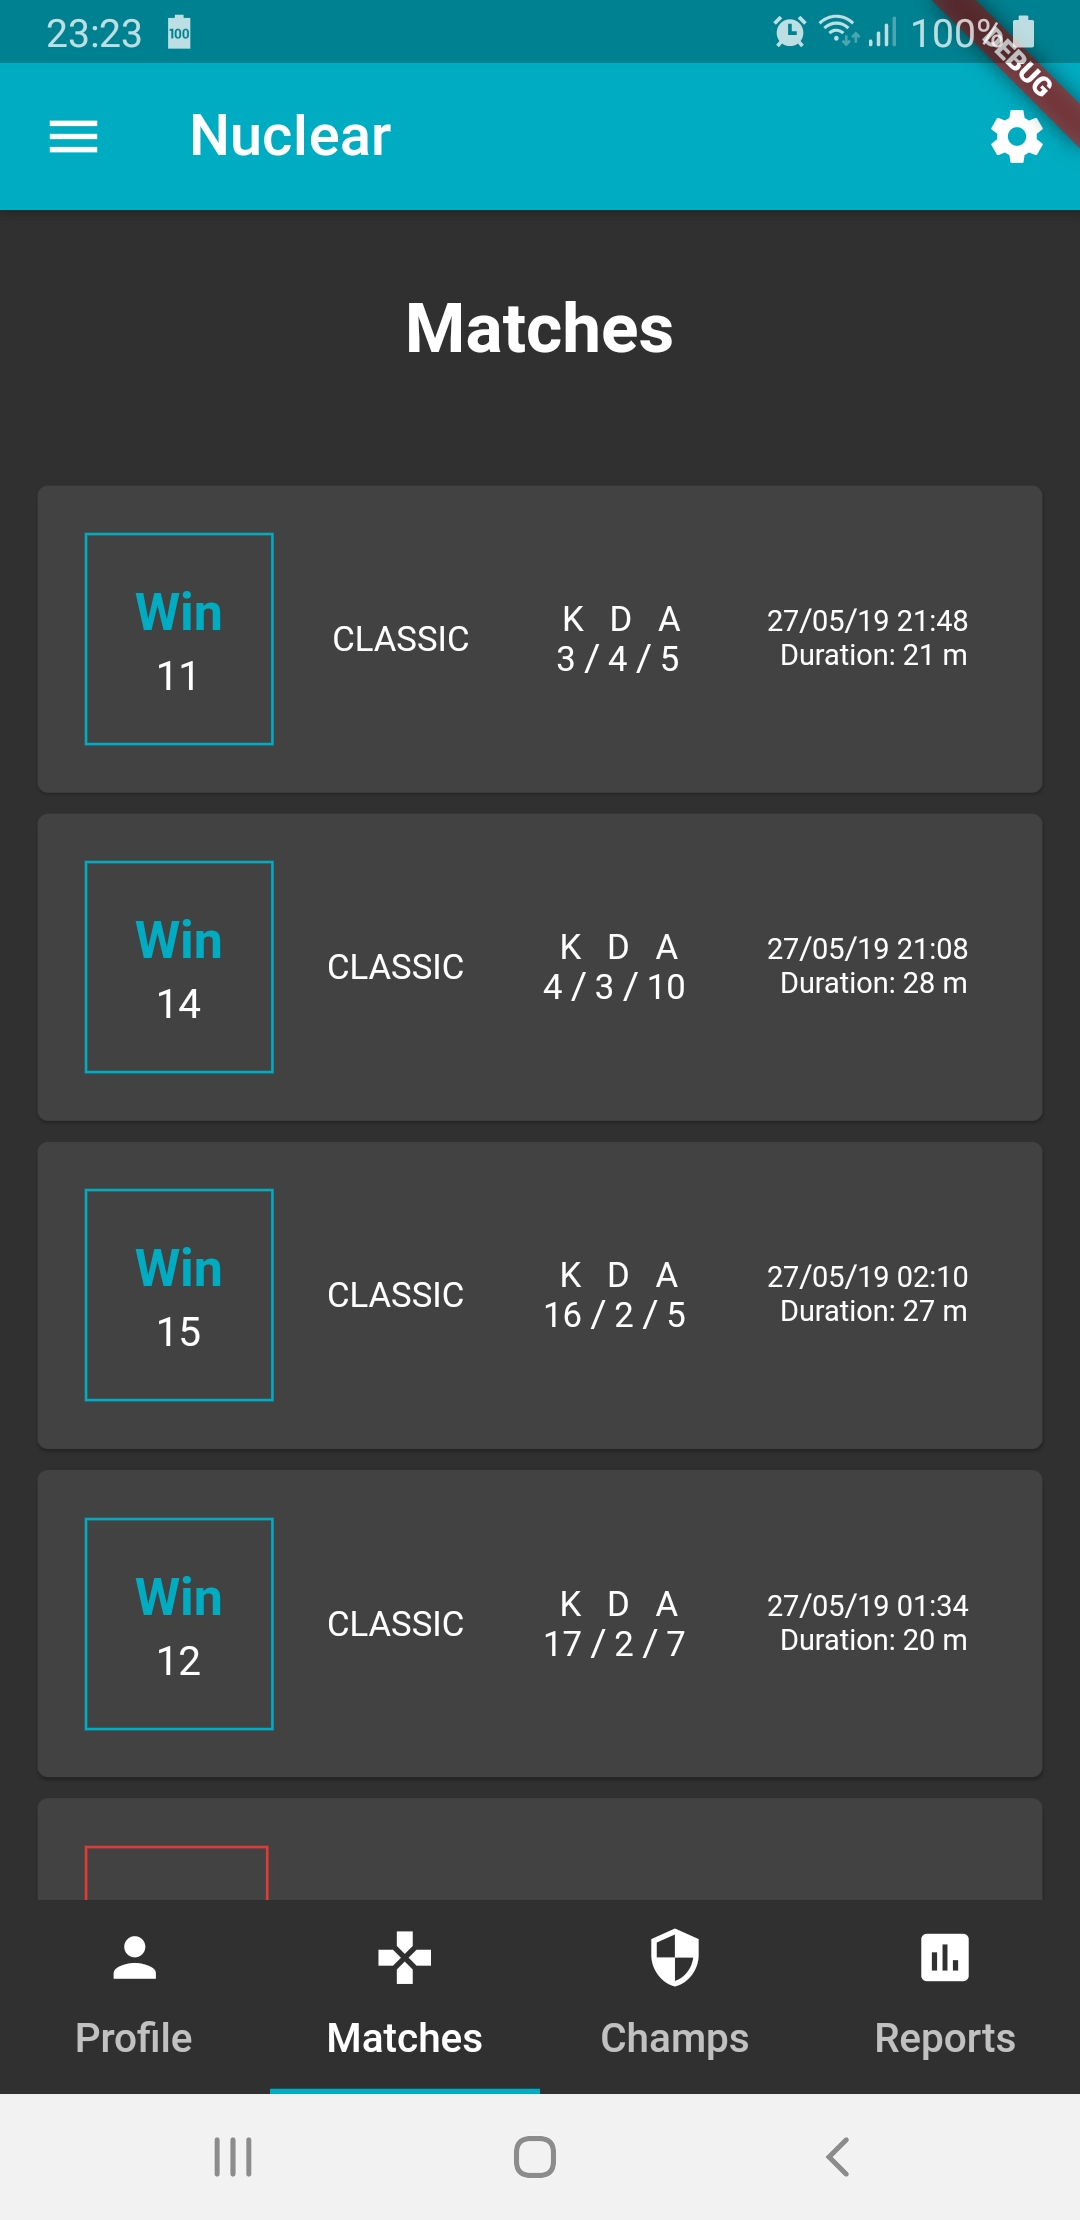 23:23 100 100%
DEBUG
Nuclear
Matches
Win
11
CLASSIC
K D A
3 / 4 / 5
27/05/19 21:48
Duration: 21 m
Win
14
CLASSIC
K D A
4 / 3 / 10
27/05/19 21:08
Duration: 28 m
Win
15
CLASSIC
K D A
16 / 2 / 5
27/05/19 02:10
Duration: 27 m
Win
12
CLASSIC
K D A
17 / 2 / 7
27/05/19 01:34
Duration: 20 m
Profile Matches Champs Reports